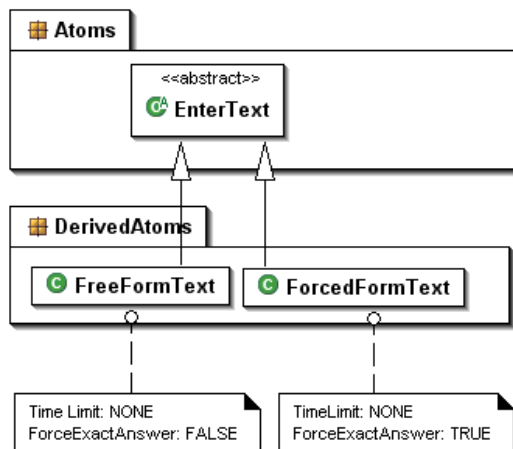 Atoms
<<abstract>>
EnterText
DerivedAtoms
FreeFormText
ForcedFormText
Time Limit: NONE
ForceExactAnswer: FALSE
TimeLimit: NONE
ForceExactAnswer: TRUE